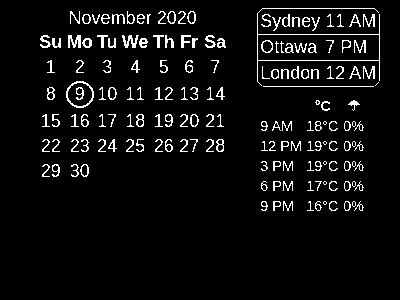 November 2020
Su Mo Tu We Th Fr Sa
1 2 3 4 5 6 7
8 9 10 11 12 13 14
15 16 17 18 19 20 21
22 23 24 25 26 27 28
29 30
Sydney 11 AM
Ottawa 7 PM
London 12 AM
°C ☂
9 AM 18°C 0%
12 PM 19°C 0%
3 PM 19°C 0%
6 PM 17°C 0%
9 PM 16°C 0%